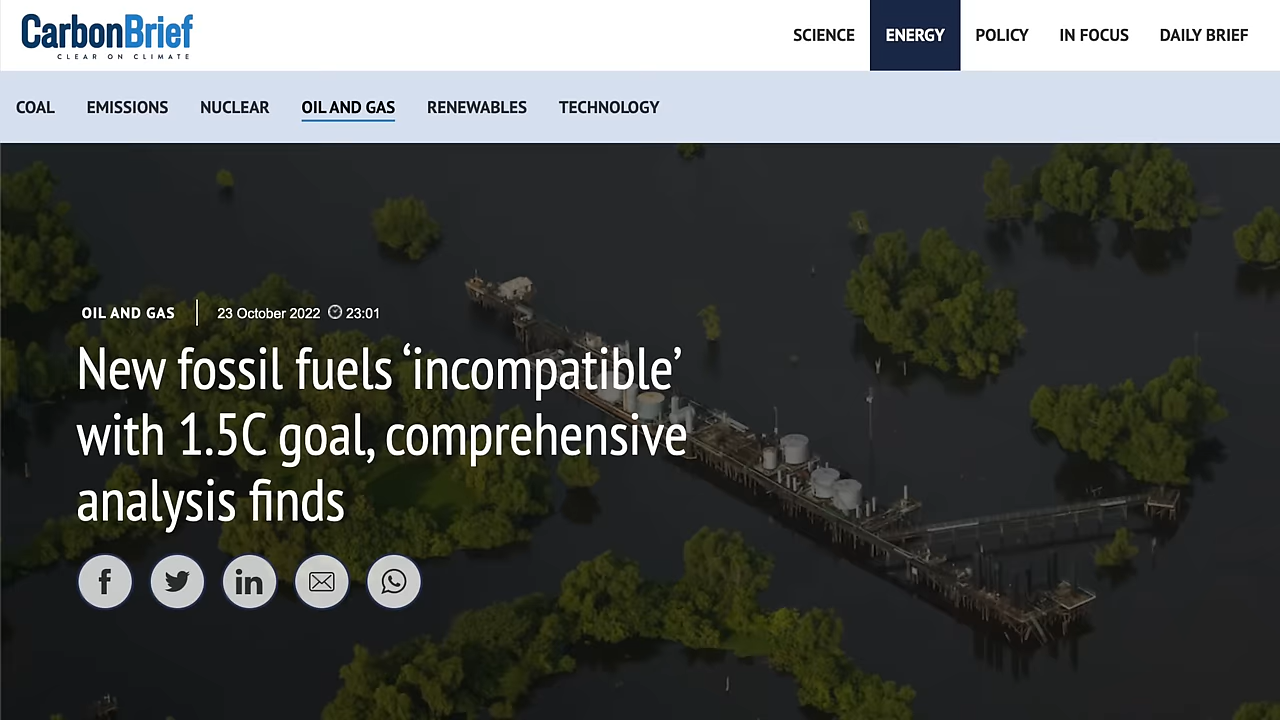 CarbonBrief
CLEAR ON CLIMATE
SCIENCE ENERGY POLICY IN FOCUS DAILY BRIEF
COAL EMISSIONS NUCLEAR OIL AND GAS RENEWABLES TECHNOLOGY
OIL AND GAS 23 October 2022 23:01
New fossil fuels ‘incompatible’
with 1.5C goal, comprehensive
analysis finds